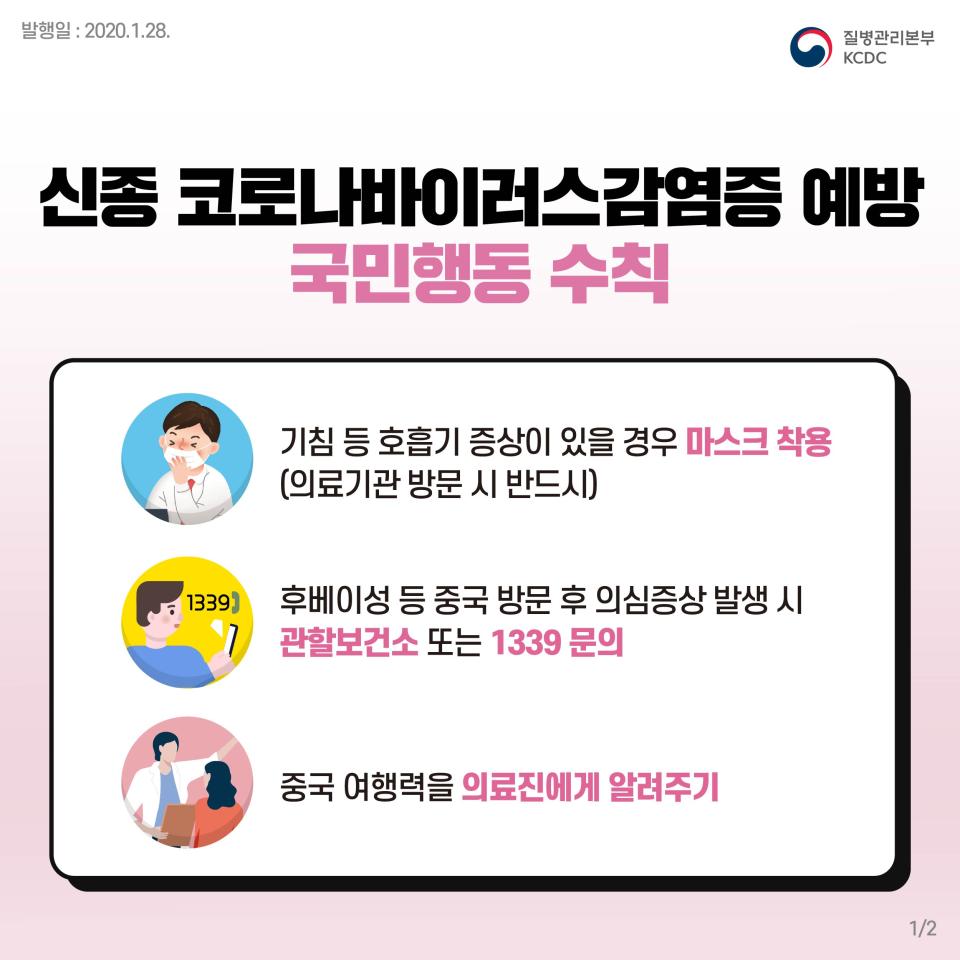 발행일 : 2020.1.28.
질병관리본부
KCDC
신종 코로나바이러스감염증 예방
국민행동 수칙
기침 등 호흡기 증상이 있을 경우 마스크 착용
(의료기관 방문 시 반드시)
1339
후베이성 등 중국 방문 후 의심증상 발생 시
관할보건소 또는 1339 문의
중국 여행력을 의료진에게 알려주기
1/2